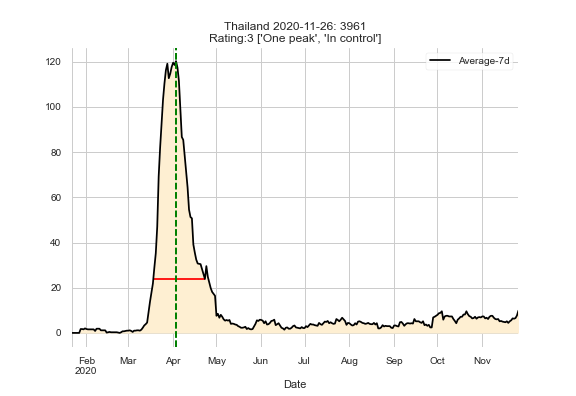 Thailand 2020-11-26: 3961
Rating:3 ['One peak', 'In control']
Average-7d
120
100
80
60
40
20
0
Feb Mar Apr May Jun Jul Aug Sep Oct Nov
2020
Date